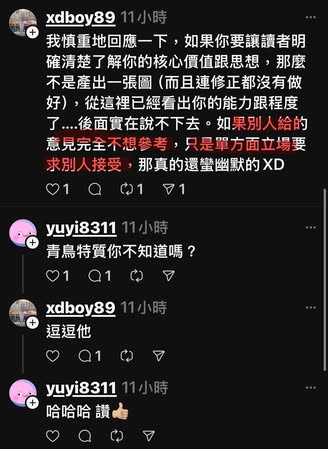 xdboy89 11小時
我慎重地回應一下，如果你要讓讀者明
確清楚了解你的核心價值跟思想，那麼
不是產出一張圖 (而且連修正都沒有做
好)，從這裡已經看出你的能力跟程度
了....後面實在說不下去。如果別人給的
意見完全不想參考，只是單方面立場要
求別人接受，那真的還蠻幽默的XD
1 1 1
yuyi8311 11小時
青鳥特質你不知道嗎？
1 1
xdboy89 11小時
逗逗他
1
yuyi8311 11小時
哈哈哈 讚👍🏼